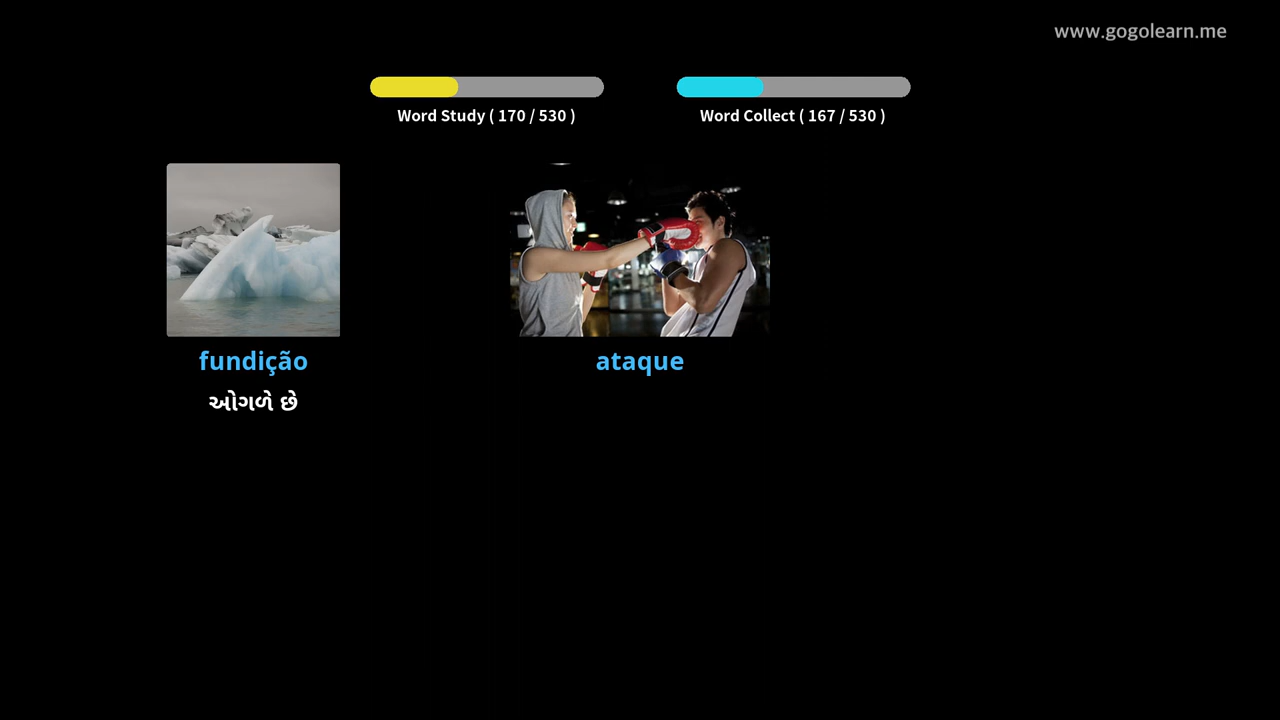 www.gogolearn.me
Word Study ( 170 / 530 )
Word Collect ( 167 / 530 )
fundição
ઓગળે છે
ataque